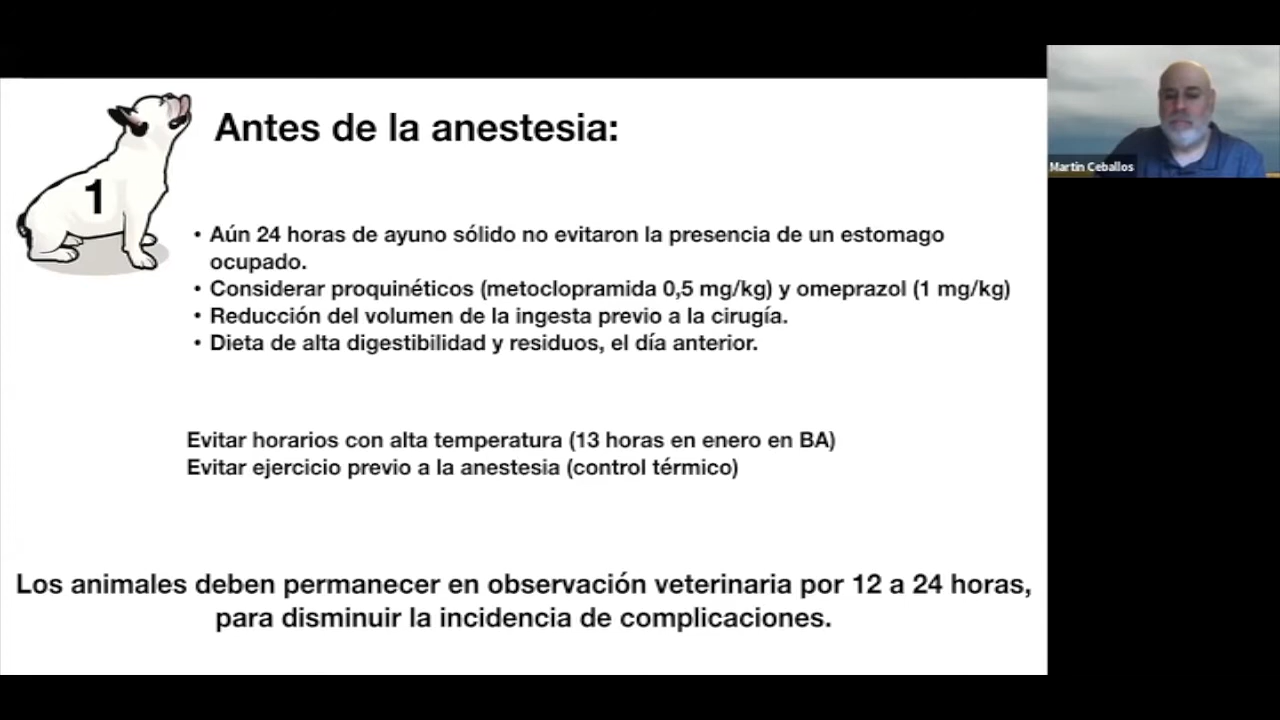 Antes de la anestesia:
1
• Aún 24 horas de ayuno sólido no evitaron la presencia de un estomago
ocupado.
• Considerar proquinéticos (metoclopramida 0,5 mg/kg) y omeprazol (1 mg/kg)
• Reducción del volumen de la ingesta previo a la cirugía.
• Dieta de alta digestibilidad y residuos, el día anterior.
Evitar horarios con alta temperatura (13 horas en enero en BA)
Evitar ejercicio previo a la anestesia (control térmico)
Los animales deben permanecer en observación veterinaria por 12 a 24 horas,
para disminuir la incidencia de complicaciones.
Martin Ceballos